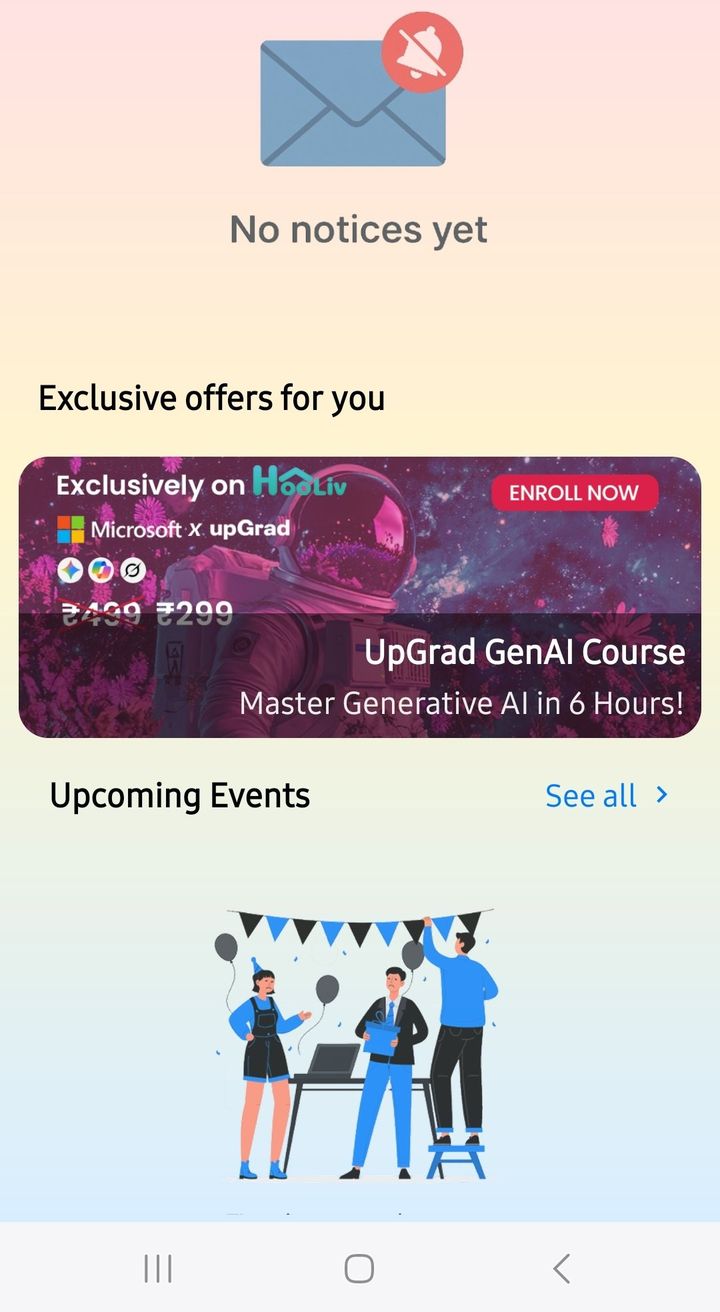 No notices yet
Exclusive offers for you
Exclusively on HooLiv
ENROLL NOW
Microsoft x upGrad
₹499 ₹299
UpGrad GenAI Course
Master Generative AI in 6 Hours!
Upcoming Events
See all